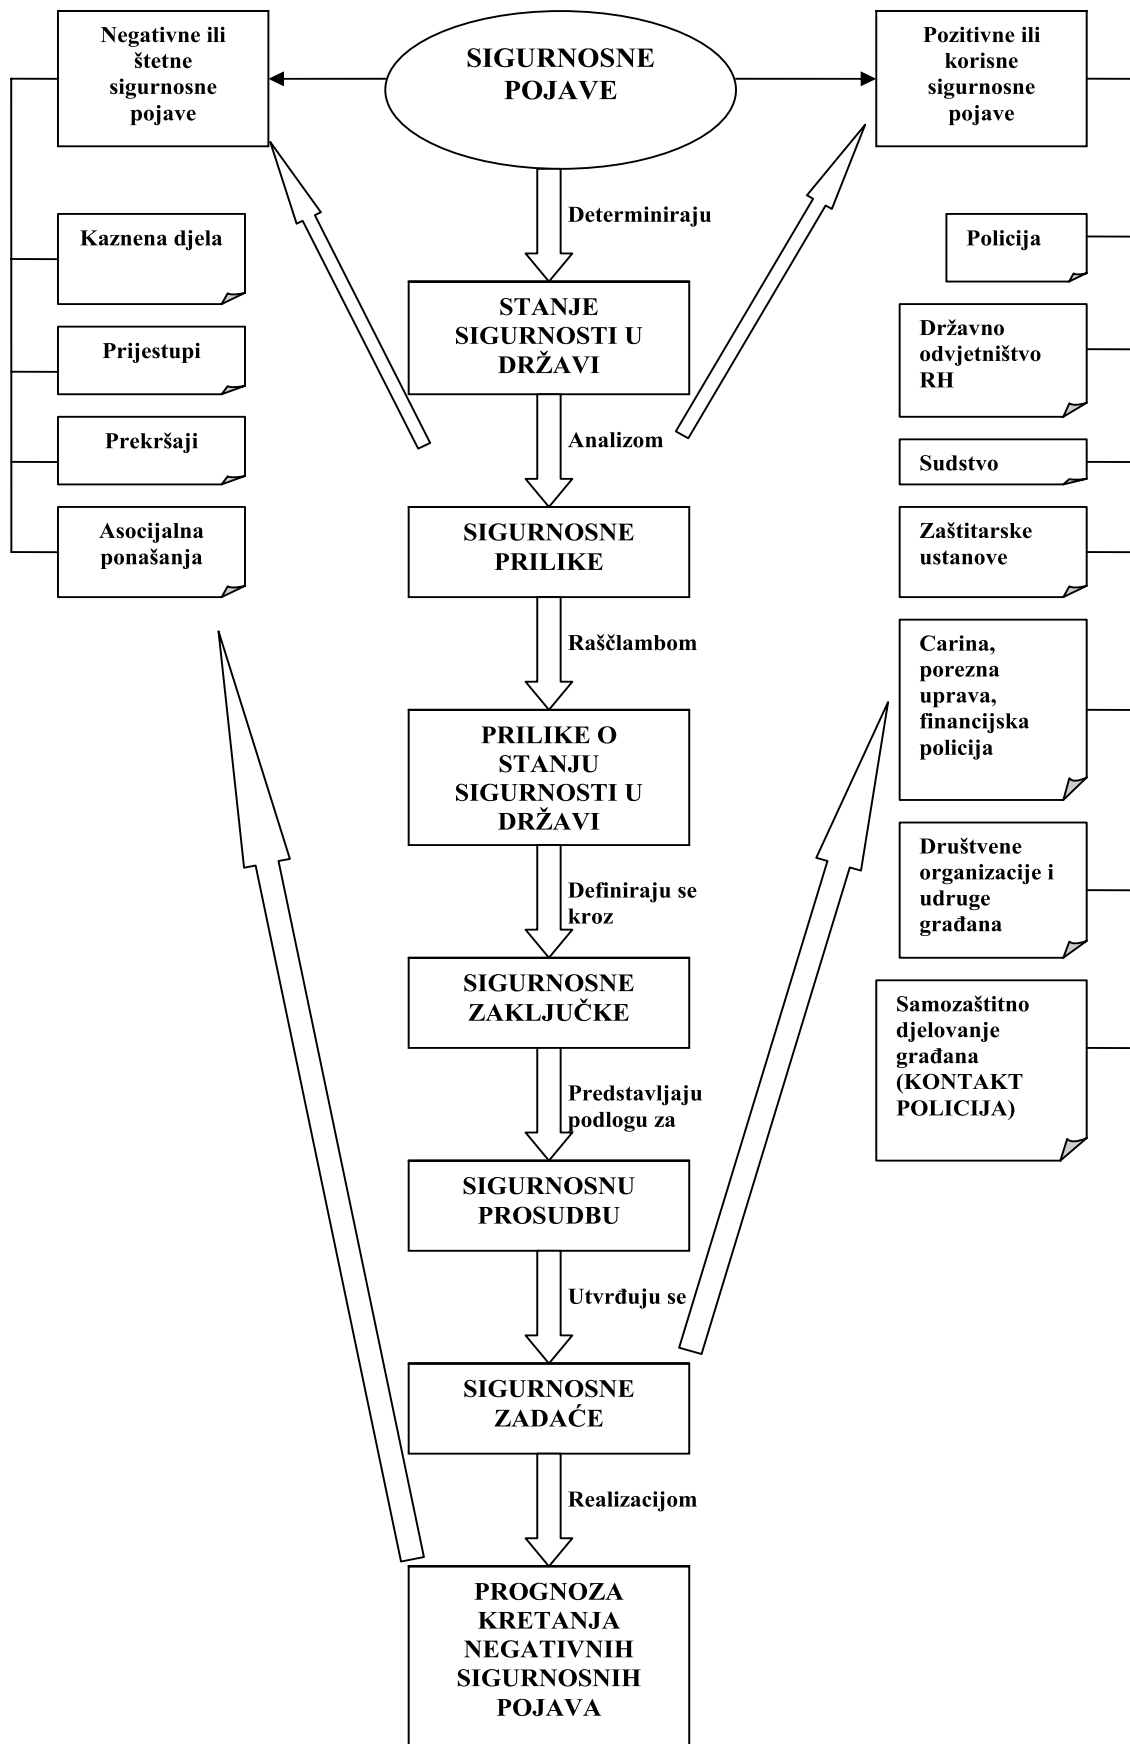 Negativne ili
štetne
sigurnosne
pojave
SIGURNOSNE
POJAVE
Pozitivne ili
korisne
sigurnosne
pojave
Determiniraju
Kaznena djela
Prijestupi
Prekršaji
Asocijalna
ponašanja
STANJE
SIGURNOSTI U
DRŽAVI
Analizom
SIGURNOSNE
PRILIKE
Raščlambom
PRILIKE O
STANJU
SIGURNOSTI U
DRŽAVI
Definiraju se
kroz
SIGURNOSNE
ZAKLJUČKE
Predstavljaju
podlogu za
SIGURNOSNU
PROSUDBU
Utvrđuju se
SIGURNOSNE
ZADAĆE
Realizacijom
PROGNOZA
KRETANJA
NEGATIVNIH
SIGURNOSNIH
POJAVA
Policija
Državno
odvjetništvo
RH
Sudstvo
Zaštitarske
ustanove
Carina,
porezna
uprava,
financijska
policija
Društvene
organizacije i
udruge
građana
Samozaštitno
djelovanje
građana
(KONTAKT
POLICIJA)